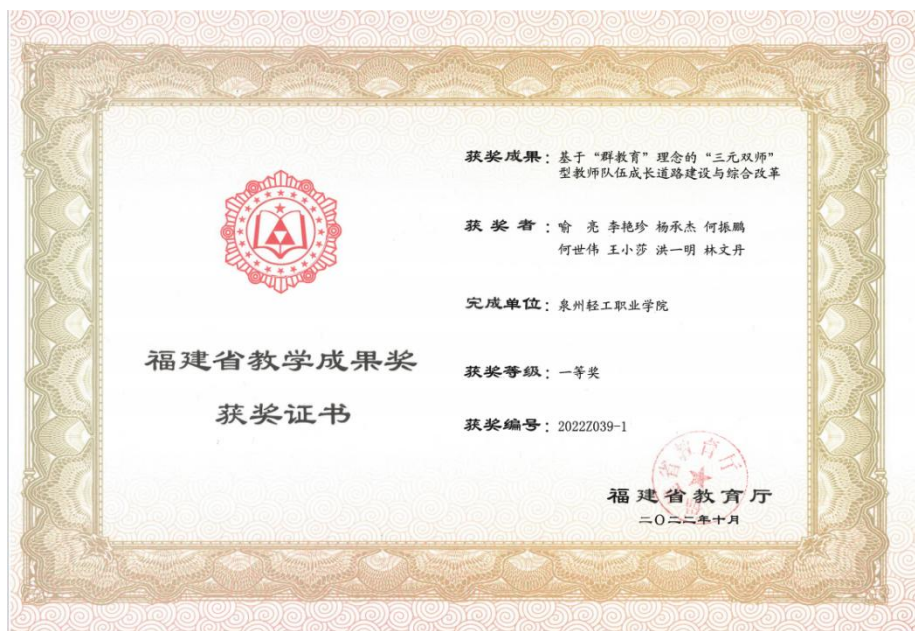 福建省教学成果奖
获奖证书
获奖成果：基于“群教育”理念的“三元双师”
型教师队伍成长道路建设与综合改革
获奖者：喻亮 李艳珍 杨承杰 何振鹏
何世伟 王小莎 洪一明 林文丹
完成单位：泉州轻工职业学院
获奖等级：一等奖
获奖编号：2022Z039-1
福建省教育厅
二〇二二年十月